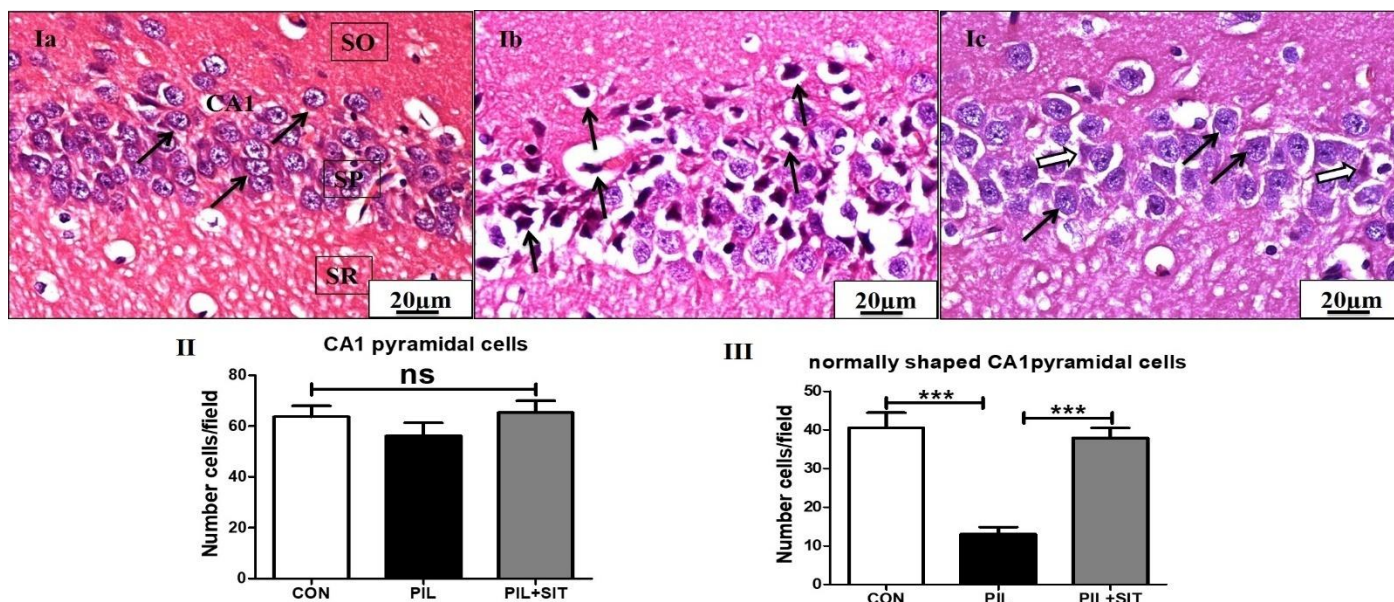 Ia
SO
CA1
SP
SR
20µm
Ib
20µm
Ic
20µm
II
CA1 pyramidal cells
ns
Number cells/field
80
60
40
20
0
CON PIL PIL+SIT
III
normally shaped CA1pyramidal cells
*** ***
Number cells/field
50
40
30
20
10
0
CON PIL PIL+SIT